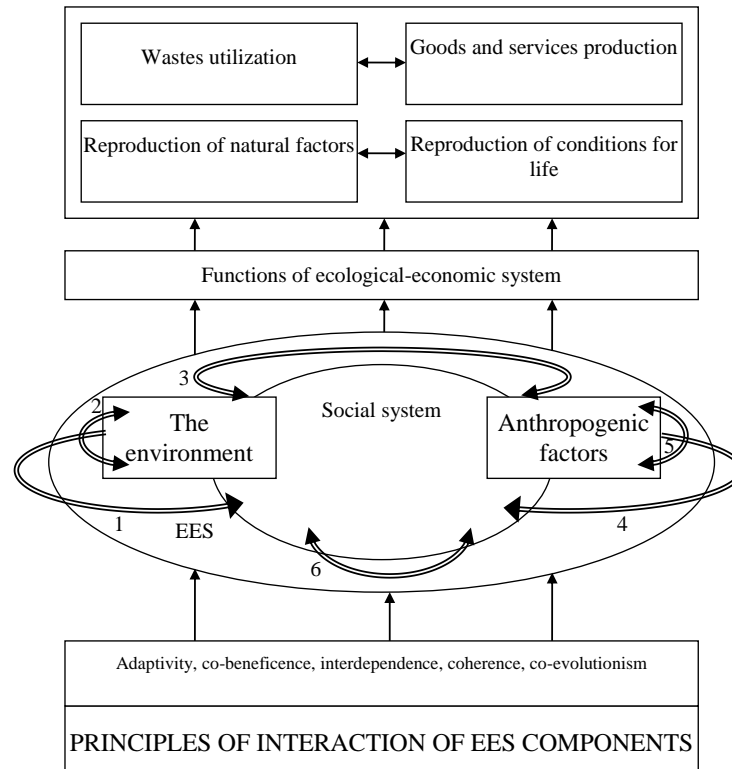 Wastes utilization
Goods and services production
Reproduction of natural factors
Reproduction of conditions for
life
Functions of ecological-economic system
3
2
Social system
The
environment
Anthropogenic
factors
5
1
EES
4
6
Adaptivity, co-beneficence, interdependence, coherence, co-evolutionism
PRINCIPLES OF INTERACTION OF EES COMPONENTS